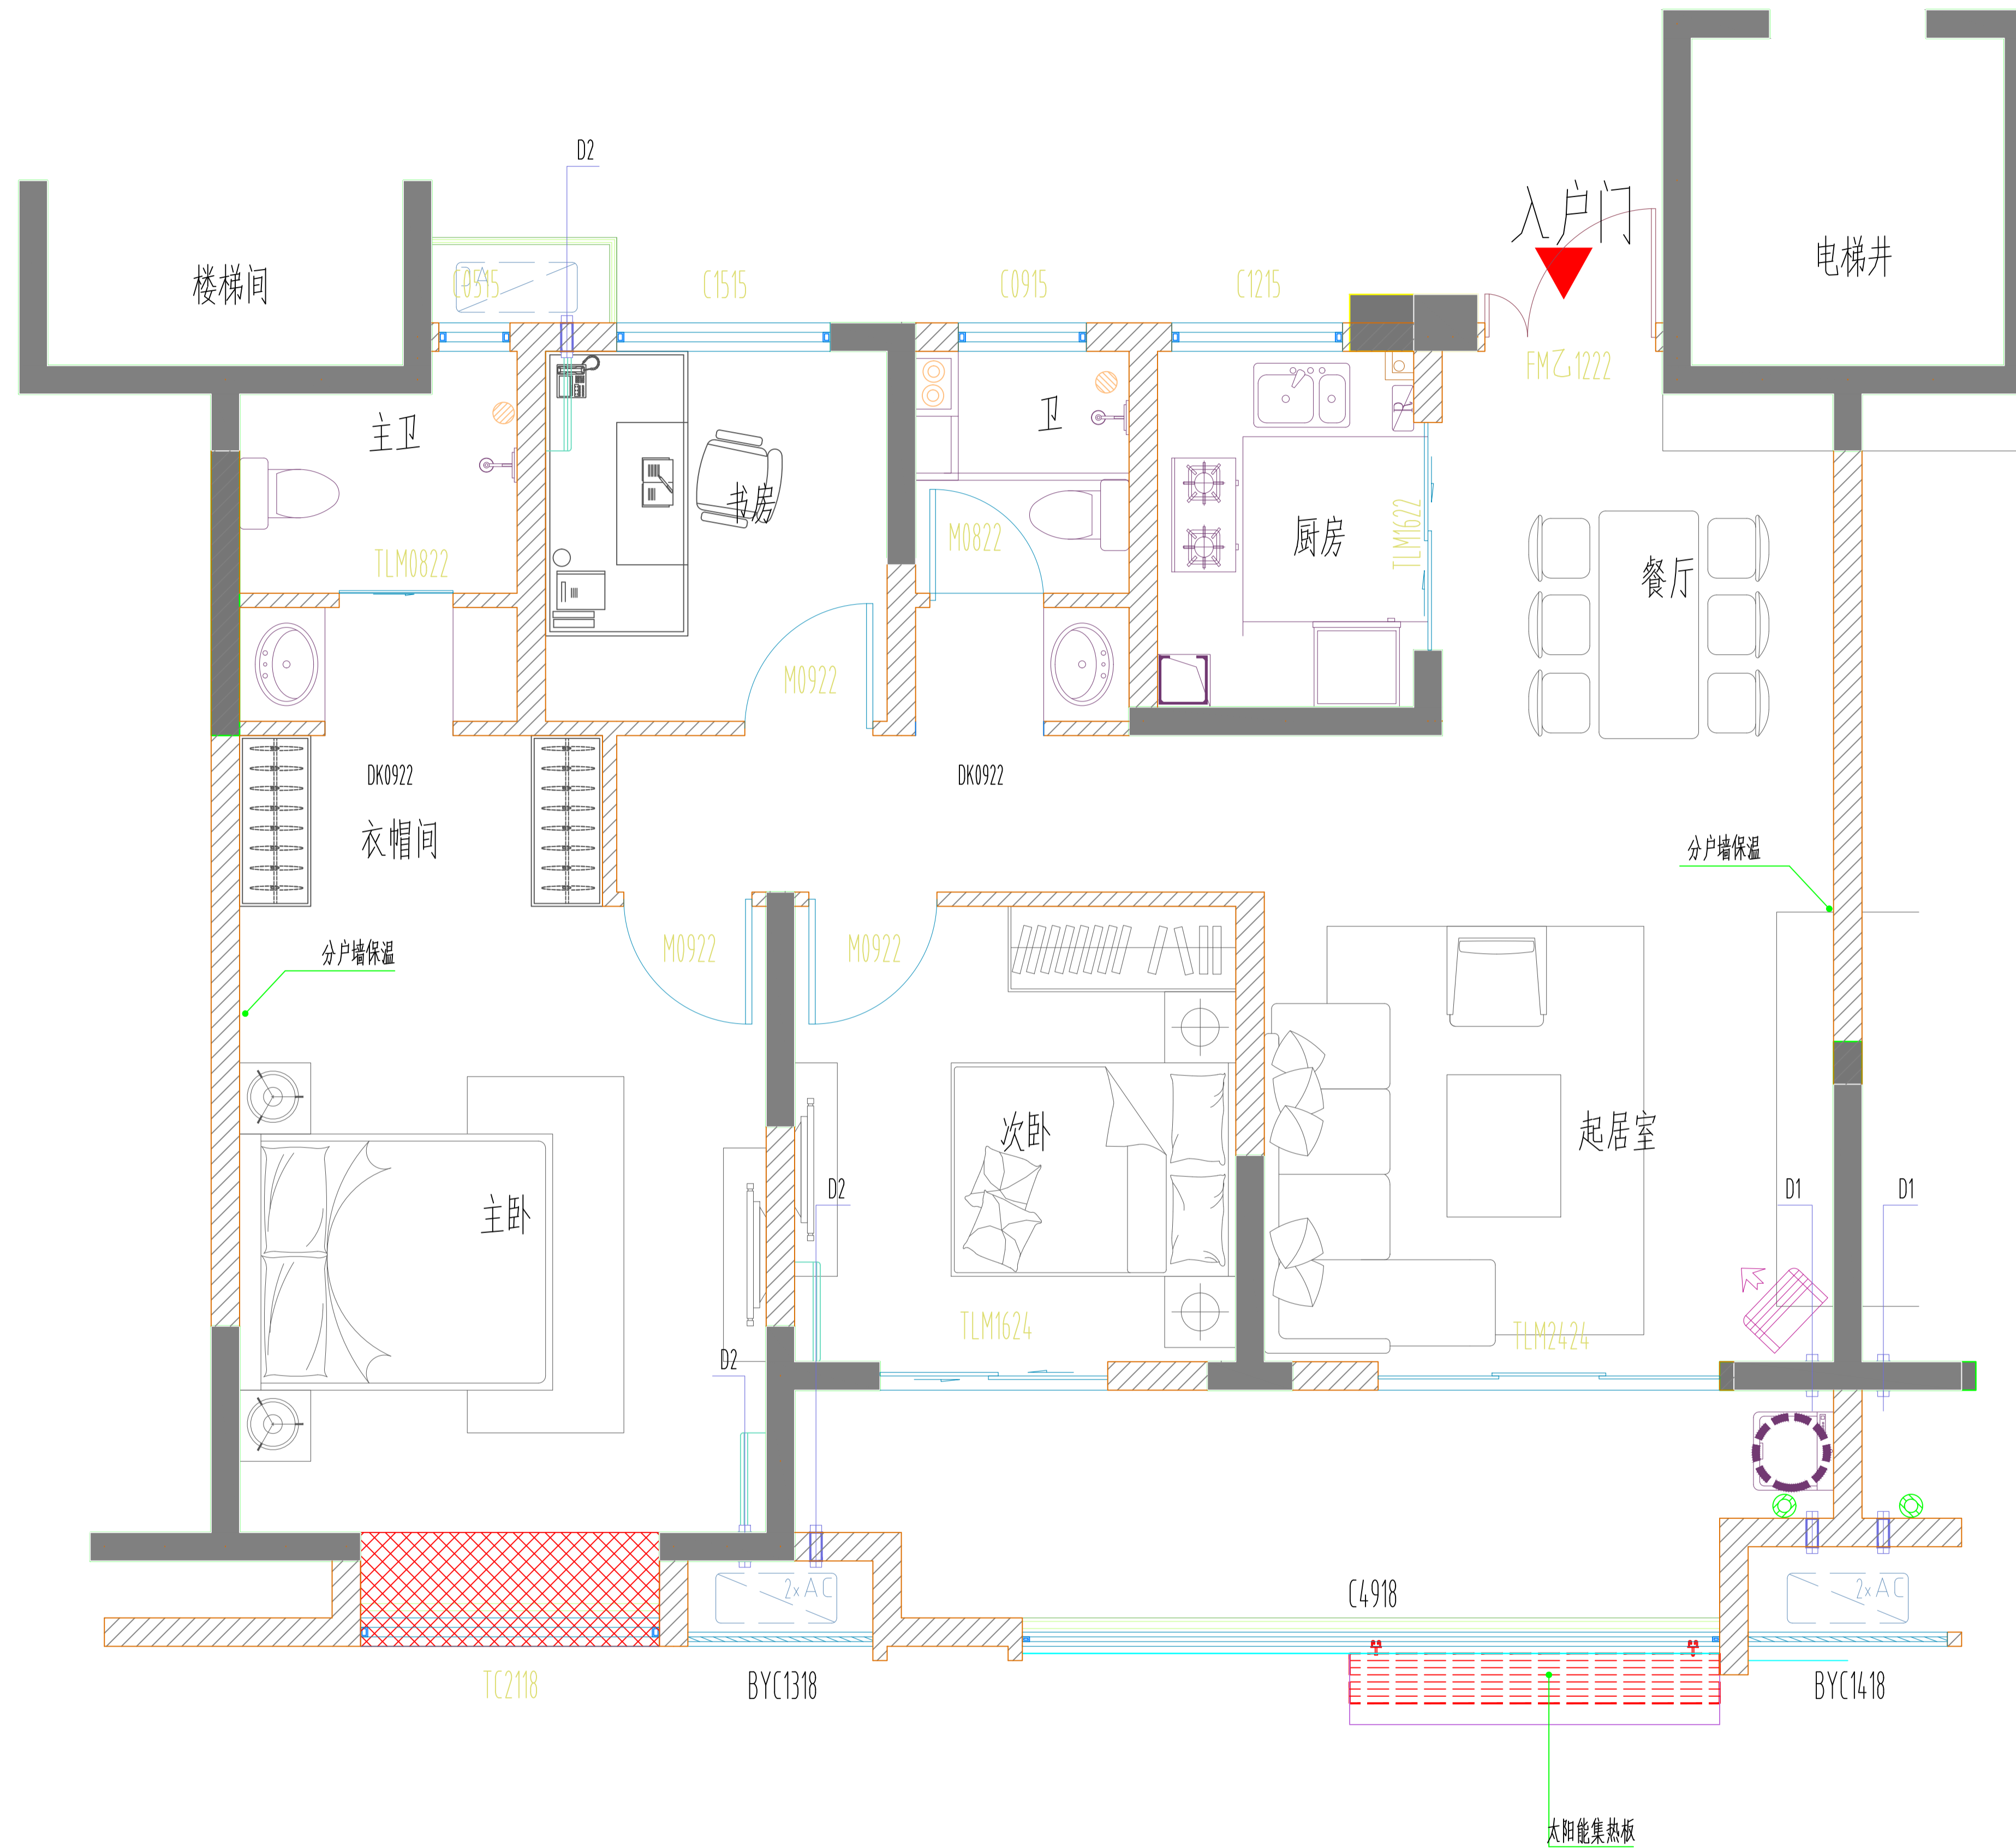 D2
入户门
楼梯间
电梯井
C0515
C1515
C0915
C1215
FM乙1222
主卫
卫
书房
厨房
TLM1622
M0822
TLM0822
餐厅
M0922
DK0922
DK0922
衣帽间
分户墙保温
分户墙保温
M0922
M0922
次卧
起居室
主卧
D2
D1
D1
TLM1624
TLM2424
D2
2xAC
2xAC
C4918
TC2118
BYC1318
BYC1418
太阳能集热板